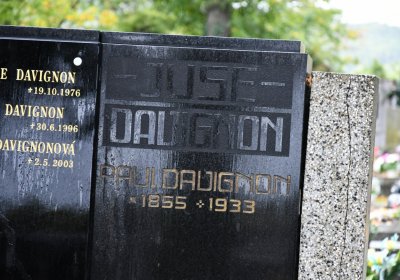 E DAVIGNON
+19.10.1976
DAVIGNON
+30.6.1996
DAVIGNONOVÁ
+2.5.2003
JOSE
DAVIGNON
PAUL DAVIGNON
*1855 +1933